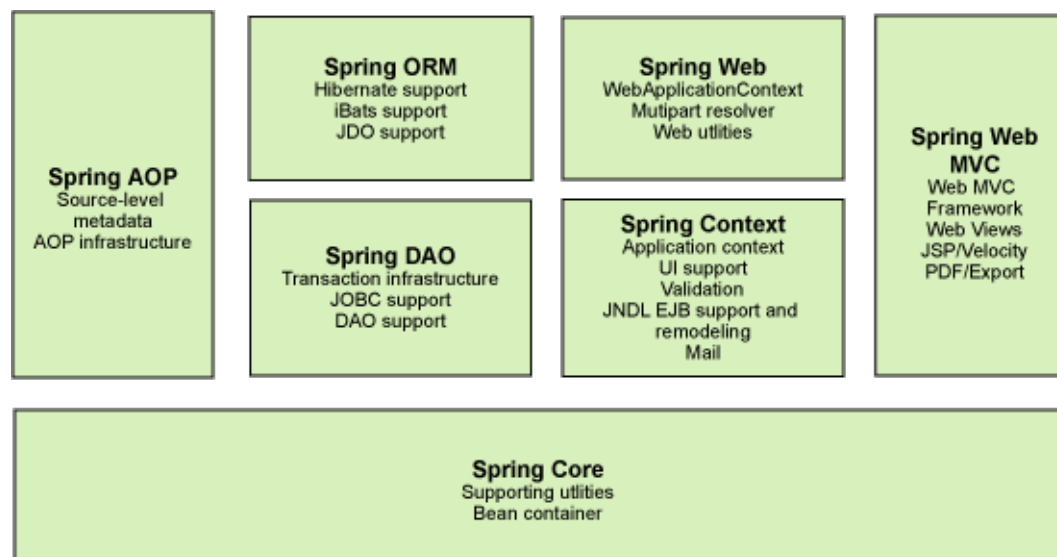 Spring AOP
Source-level
metadata
AOP infrastructure
Spring ORM
Hibernate support
iBats support
JDO support
Spring DAO
Transaction infrastructure
JOBC support
DAO support
Spring Web
WebApplicationContext
Mutipart resolver
Web utlities
Spring Context
Application context
UI support
Validation
JNDL EJB support and
remodeling
Mail
Spring Web
MVC
Web MVC
Framework
Web Views
JSP/Velocity
PDF/Export
Spring Core
Supporting utlities
Bean container